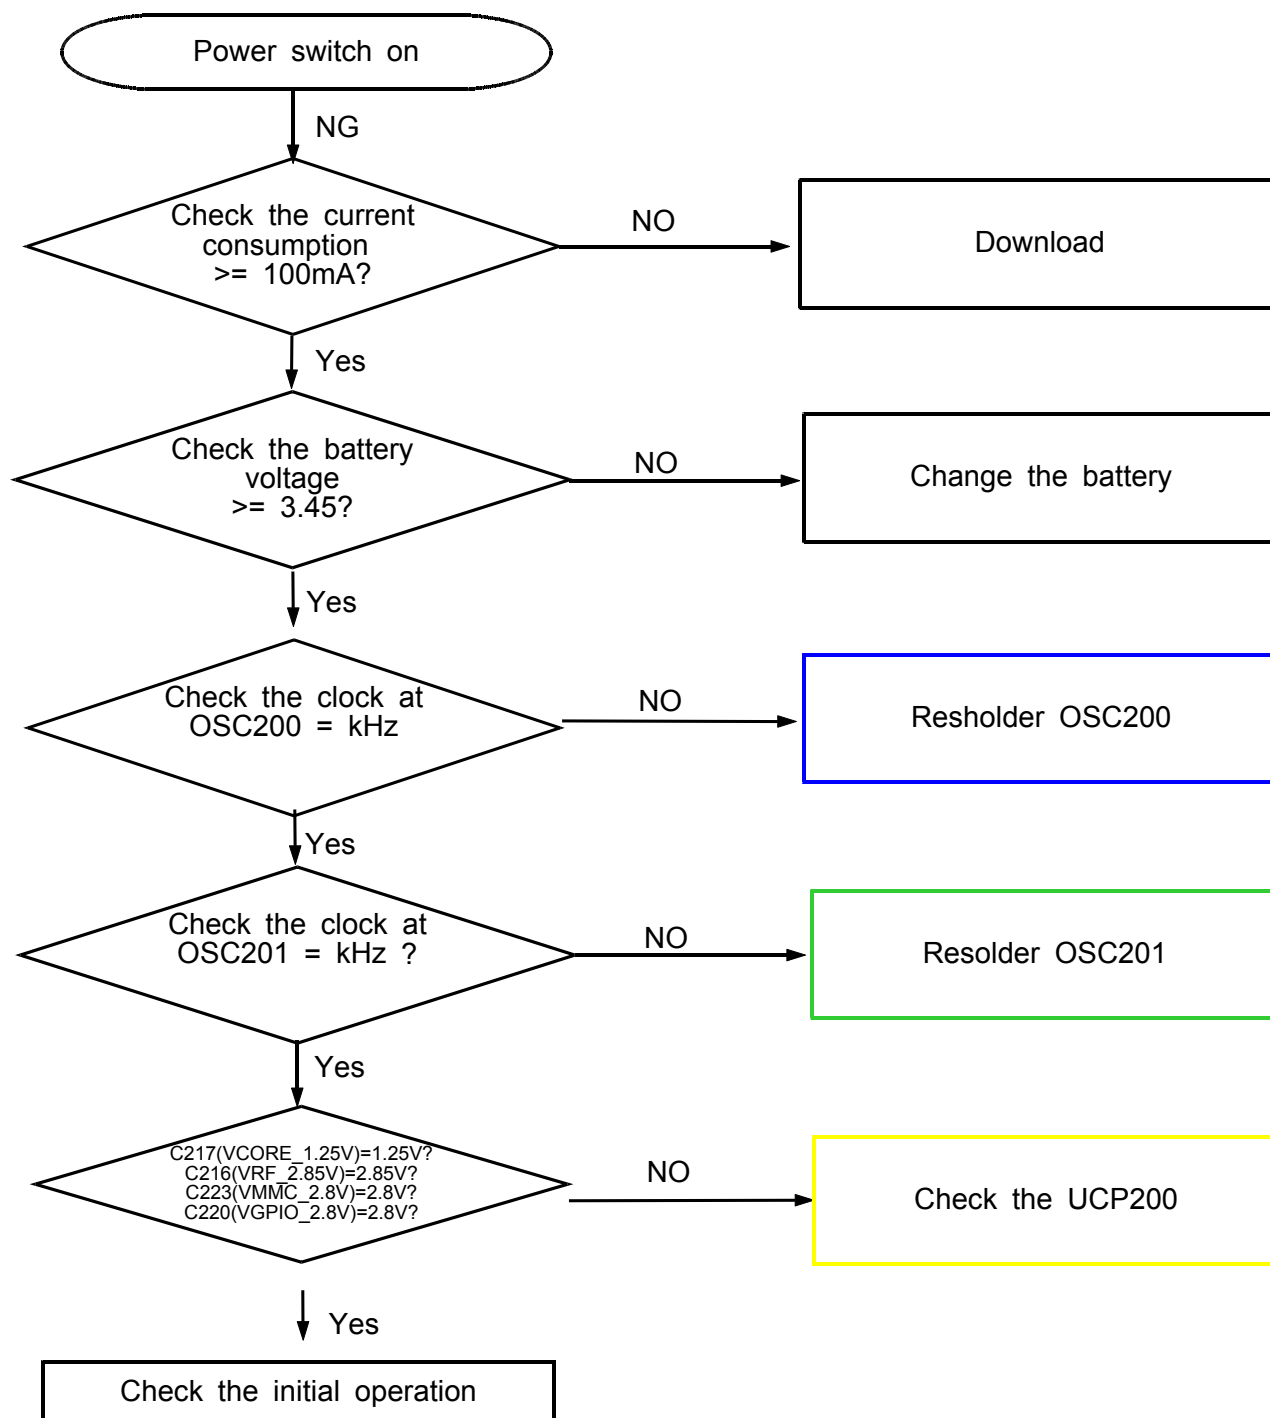 Power switch on
NG
Check the current
consumption
>= 100mA?
NO
Download
Yes
Check the battery
voltage
>= 3.45?
NO
Change the battery
Yes
Check the clock at
OSC200 = kHz
NO
Resholder OSC200
Yes
Check the clock at
OSC201 = kHz ?
NO
Resolder OSC201
Yes
C217(VCORE_1.25V)=1.25V?
C216(VRF_2.85V)=2.85V?
C223(VMMC_2.8V)=2.8V?
C220(VGPIO_2.8V)=2.8V?
NO
Check the UCP200
Yes
Check the initial operation